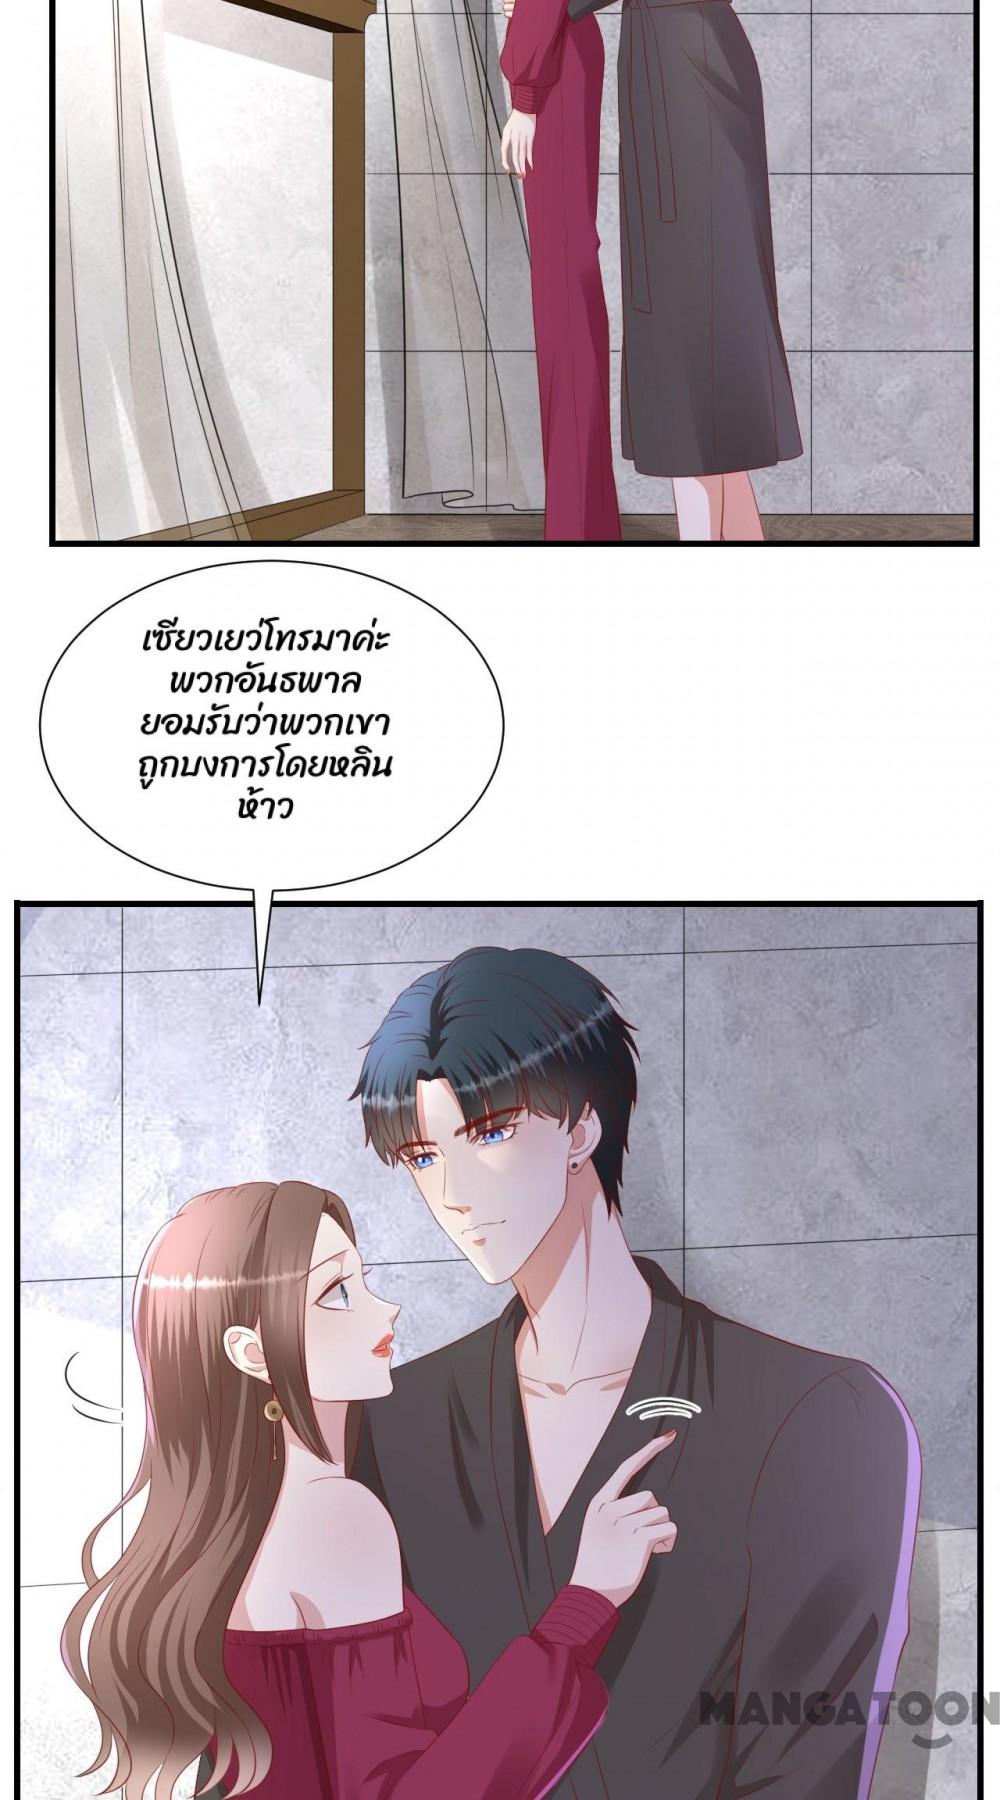 เซียวเยว่โทรมาค่ะ
พวกอันธพาล
ยอมรับว่าพวกเขา
ถูกบงการโดยหลิน
ห้าว
MANGATOON